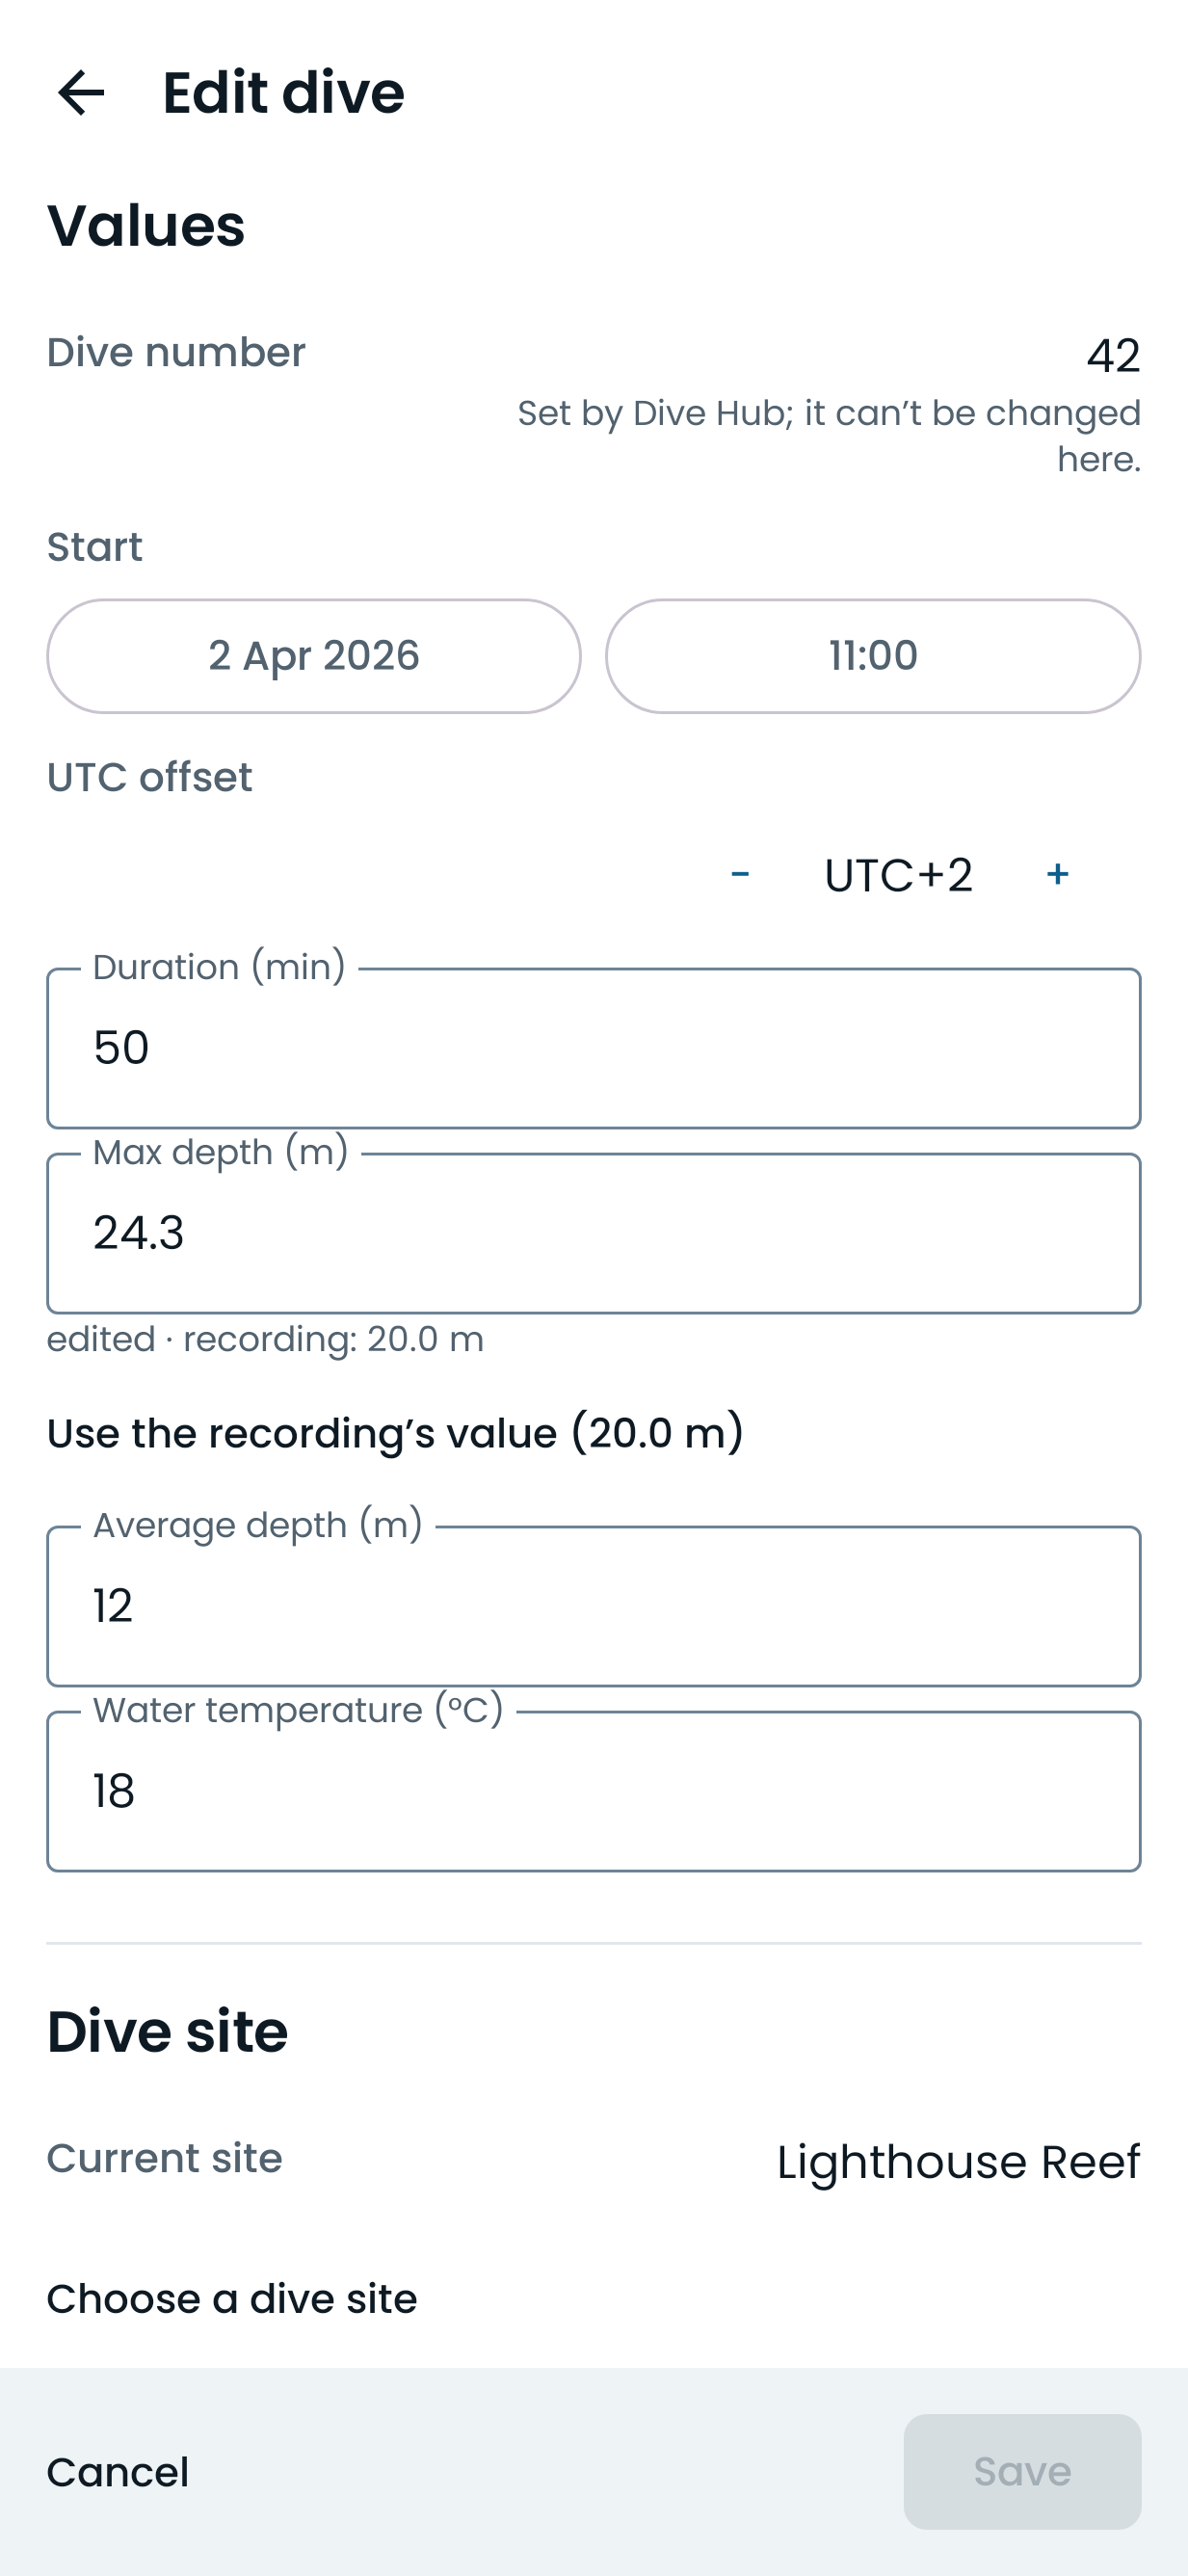 Edit dive
Values
Dive number
42
Set by Dive Hub; it can’t be changed
here.
Start
2 Apr 2026
11:00
UTC offset
- UTC+2 +
Duration (min)
50
Max depth (m)
24.3
edited · recording: 20.0 m
Use the recording’s value (20.0 m)
Average depth (m)
12
Water temperature (°C)
18
Dive site
Current site
Lighthouse Reef
Choose a dive site
Cancel
Save